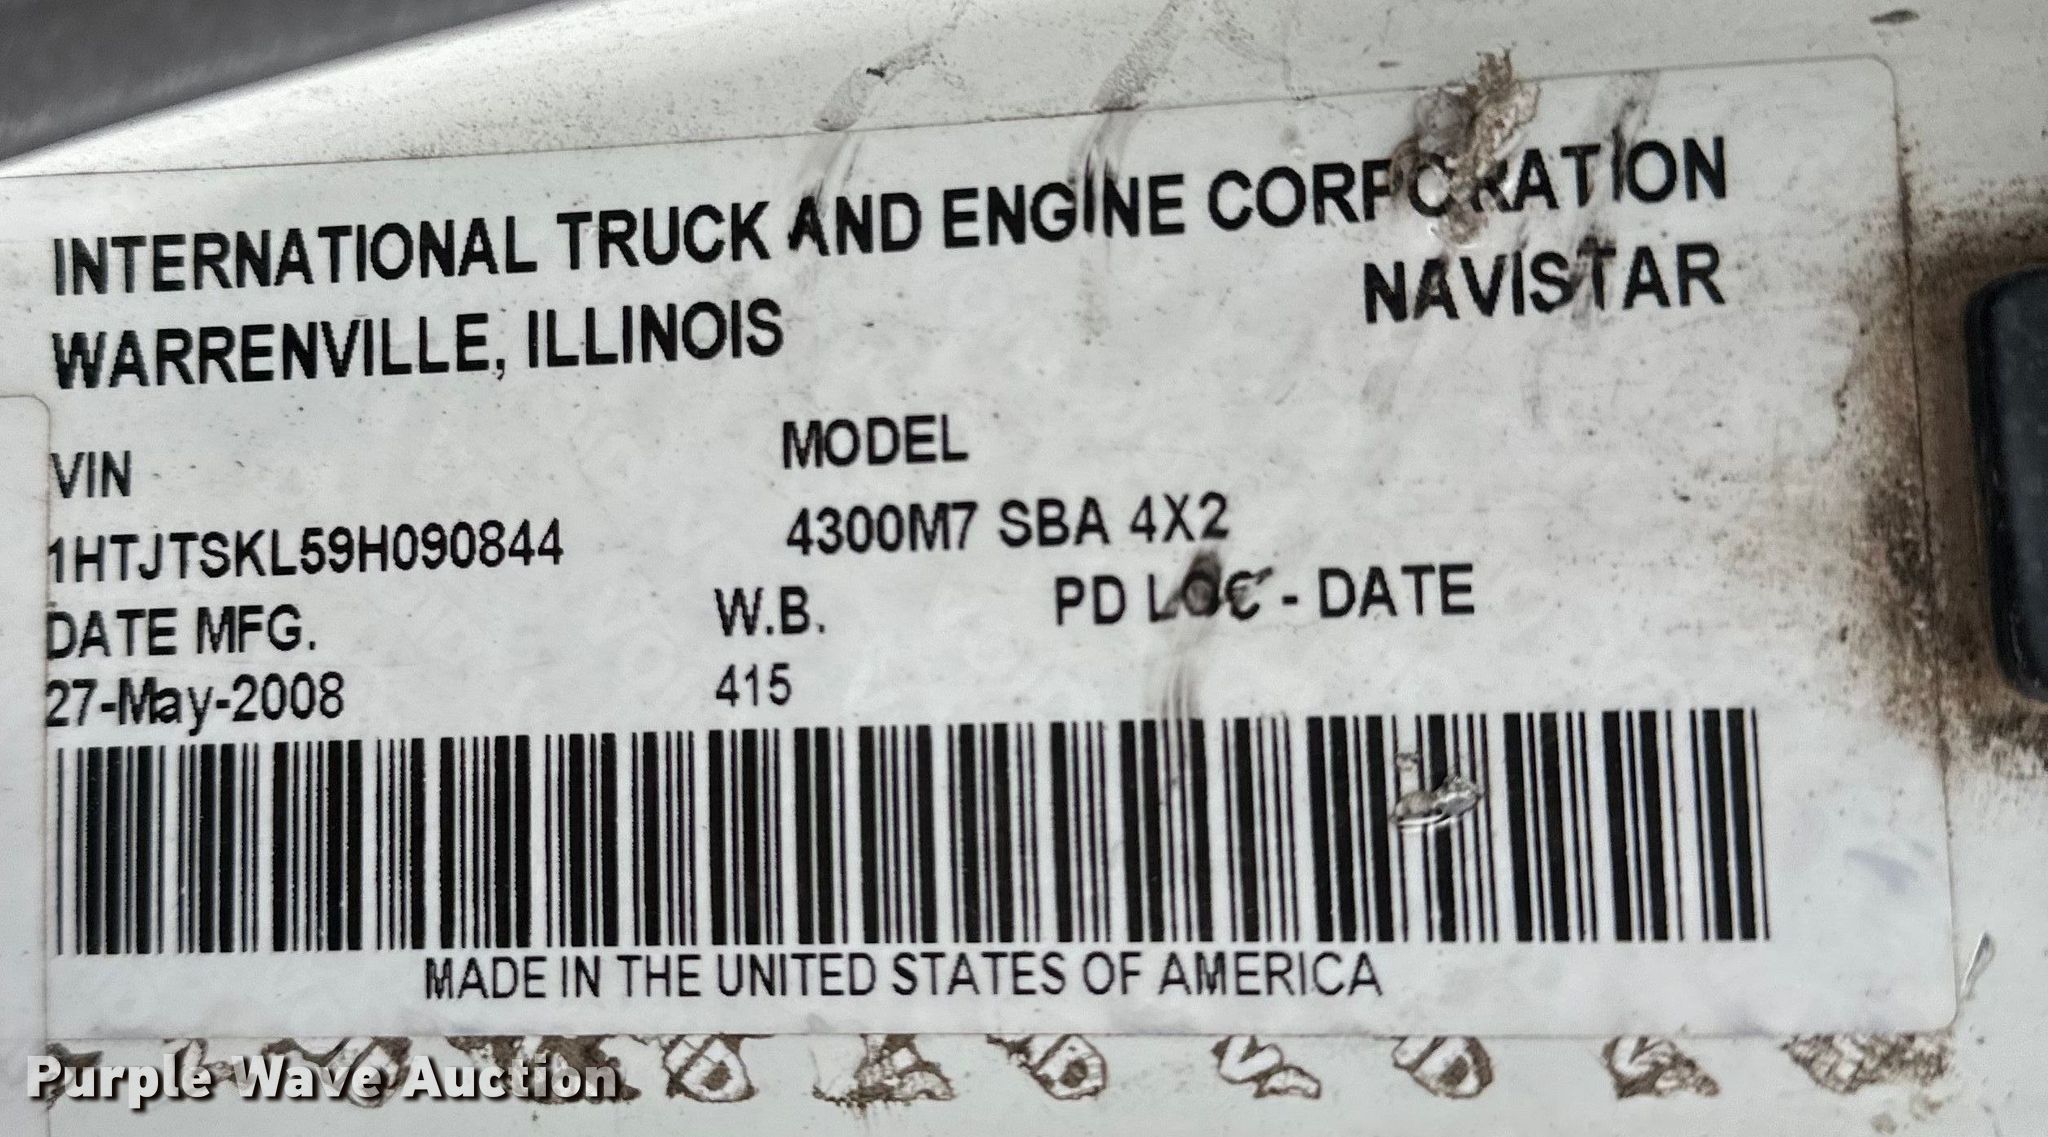 INTERNATIONAL TRUCK AND ENGINE CORPORATION
NAVISTAR
WARRENVILLE, ILLINOIS
MODEL
VIN
4300M7 SBA 4X2
1HTJTSKL59H090844
DATE MFG. W.B. PD LOC - DATE
27-May-2008 415
MADE IN THE UNITED STATES OF AMERICA
Purple Wave Auction